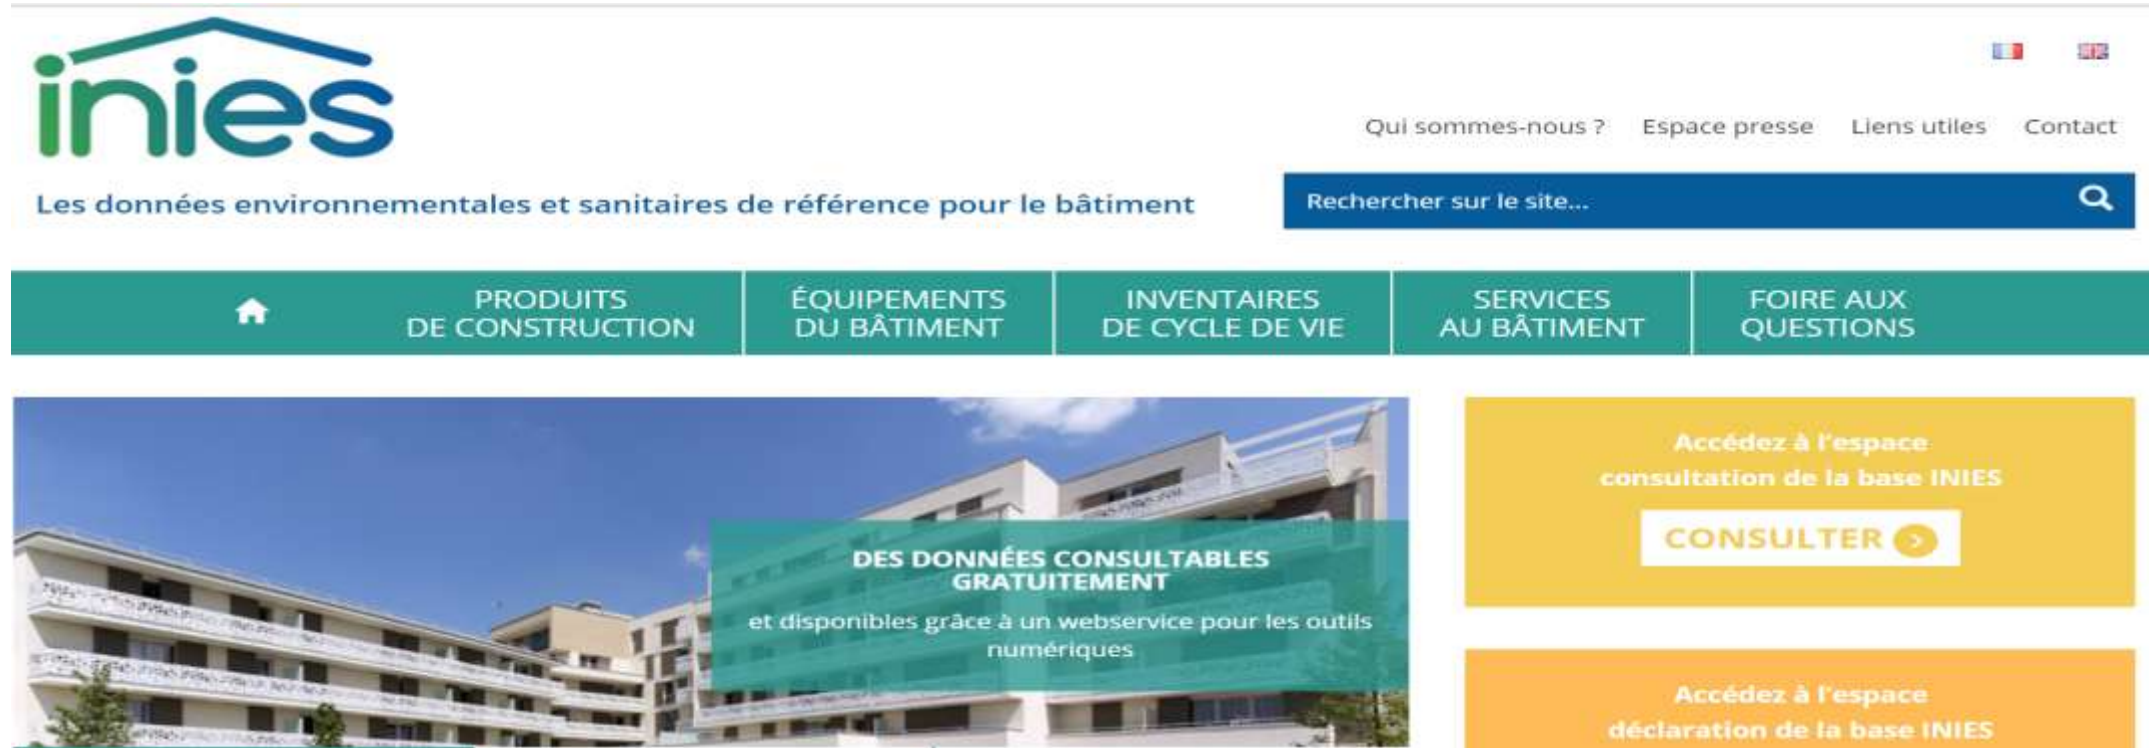 inies
Qui sommes-nous ? Espace presse Liens utiles Contact
Les données environnementales et sanitaires de référence pour le bâtiment
Rechercher sur le site...
PRODUITS
DE CONSTRUCTION
ÉQUIPEMENTS
DU BÂTIMENT
INVENTAIRES
DE CYCLE DE VIE
SERVICES
AU BÂTIMENT
FOIRE AUX
QUESTIONS
DES DONNÉES CONSULTABLES
GRATUITEMENT
et disponibles grâce à un webservice pour les outils
numériques
Accédez à l'espace
consultation de la base INIES
CONSULTER
Accédez à l'espace
déclaration de la base INIES